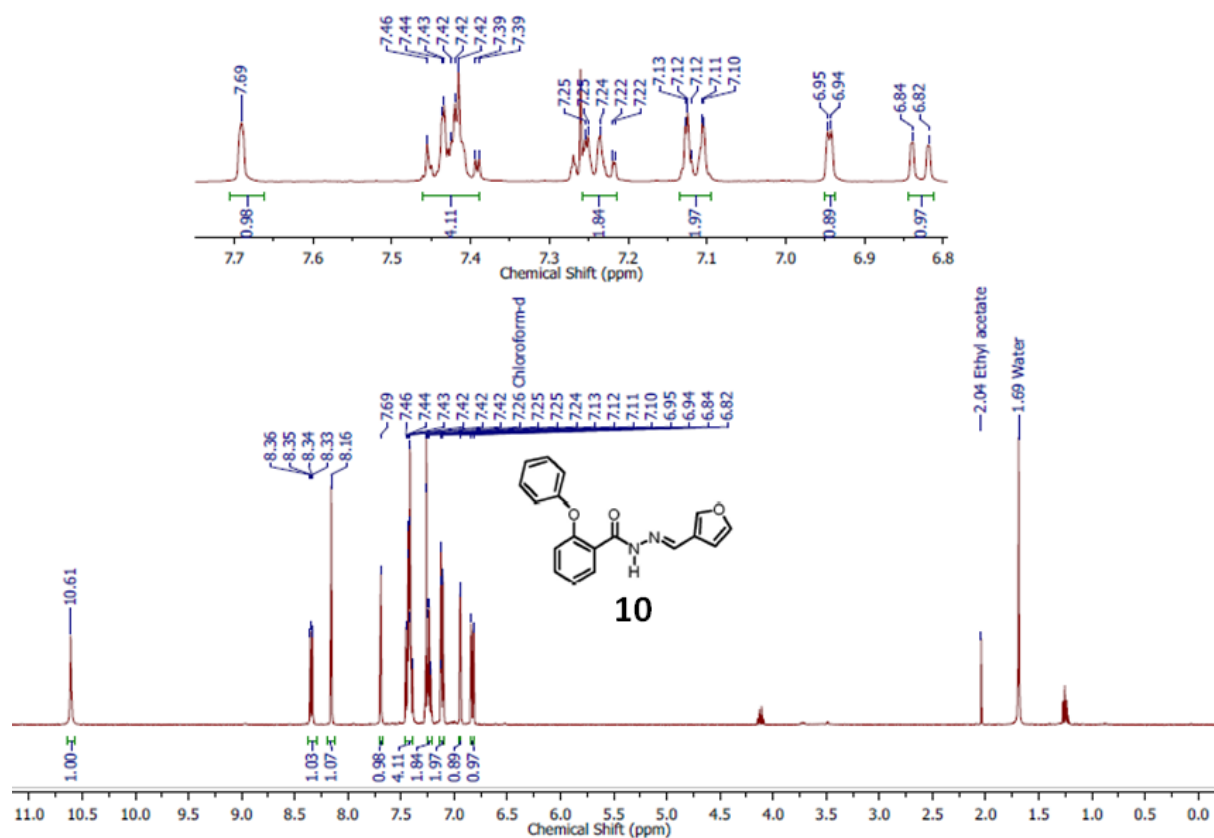 7.46 7.44 7.43 7.42 7.42 7.42 7.39 7.39
7.69
7.25 7.25 7.24 7.22 7.22
7.13 7.12 7.12 7.11 7.10
6.95 6.94
6.84 6.82
0.98 4.11 1.84 1.97 0.89 0.97
7.7 7.6 7.5 7.4 7.3 7.2 7.1 7.0 6.9 6.8
Chemical Shift (ppm)
7.69 7.46 7.44 7.43 7.42 7.42 7.42 7.26 Chloroform-d 7.25 7.25 7.24 7.13 7.12 7.11 7.10 6.95 6.94 6.84 6.82
8.36 8.35 8.34 8.33 8.16
10.61
2.04 Ethyl acetate
1.69 Water
O
O
O
N
N
H
10
1.00 1.03 1.07 0.98 4.11 1.84 1.97 0.89 0.97
11.0 10.5 10.0 9.5 9.0 8.5 8.0 7.5 7.0 6.5 6.0 5.5 5.0 4.5 4.0 3.5 3.0 2.5 2.0 1.5 1.0 0.5 0.0
Chemical Shift (ppm)